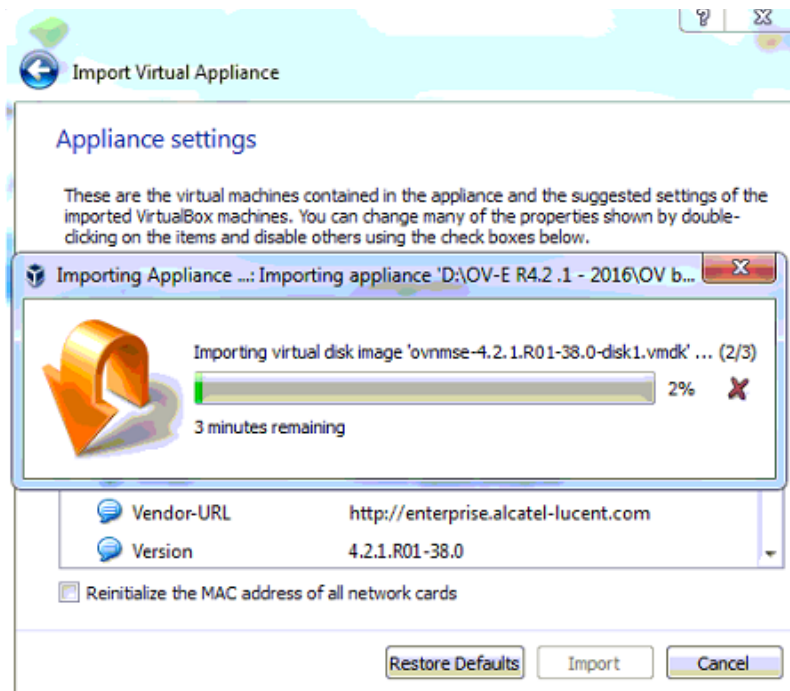 Import Virtual Appliance
Appliance settings
These are the virtual machines contained in the appliance and the suggested settings of the
imported VirtualBox machines. You can change many of the properties shown by double-
clicking on the items and disable others using the check boxes below.
Importing Appliance ...: Importing appliance 'D:\OV-E R4.2 .1 - 2016\OV b...
Importing virtual disk image 'ovnmse-4.2.1.R01-38.0-disk1.vmdk' ... (2/3)
2%
3 minutes remaining
Vendor-URL http://enterprise.alcatel-lucent.com
Version 4.2.1.R01-38.0
Reinitialize the MAC address of all network cards
Restore Defaults Import Cancel